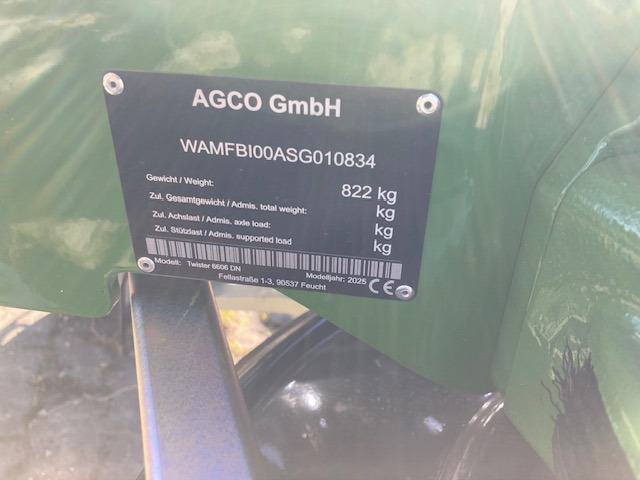 AGCO GmbH
WAMFBI00ASG010834
Gewicht / Weight: 822 kg
Zul. Gesamtgewicht / Admis. total weight: kg
Zul. Achslast / Admis. axle load: kg
Zul. Stützlast / Admis. supported load kg
Modell: Twister 6606 DN Modelljahr: 2025
Fellastraße 1-3, 90537 Feucht CE